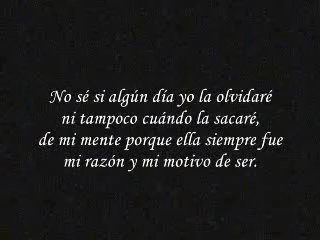 No sé si algún día yo la olvidaré
ni tampoco cuándo la sacaré,
de mi mente porque ella siempre fue
mi razón y mi motivo de ser.